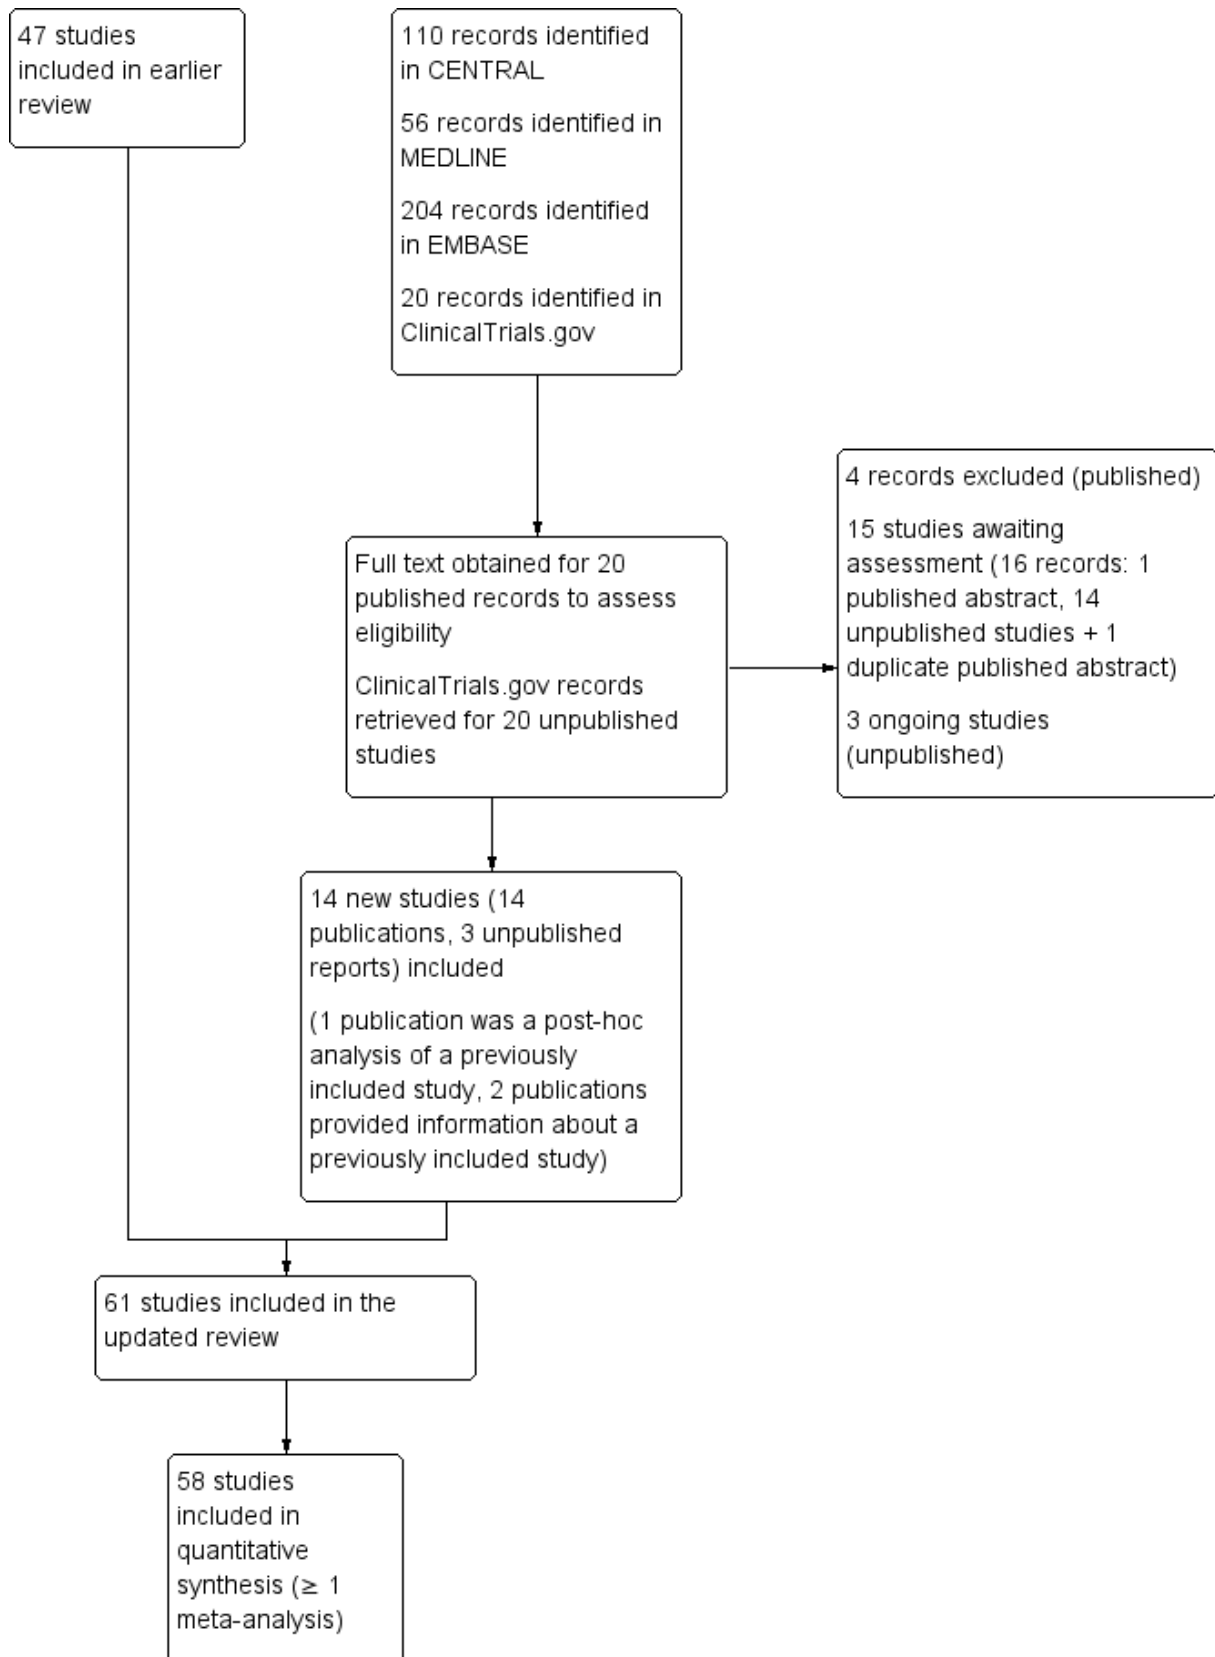 47 studies
included in earlier
review
110 records identified
in CENTRAL
56 records identified in
MEDLINE
204 records identified
in EMBASE
20 records identified in
ClinicalTrials.gov
4 records excluded (published)
15 studies awaiting
assessment (16 records: 1
published abstract, 14
unpublished studies + 1
duplicate published abstract)
3 ongoing studies
(unpublished)
Full text obtained for 20
published records to assess
eligibility
ClinicalTrials.gov records
retrieved for 20 unpublished
studies
14 new studies (14
publications, 3 unpublished
reports) included
(1 publication was a post-hoc
analysis of a previously
included study, 2 publications
provided information about a
previously included study)
61 studies included in the
updated review
58 studies
included in
quantitative
synthesis (≥ 1
meta-analysis)